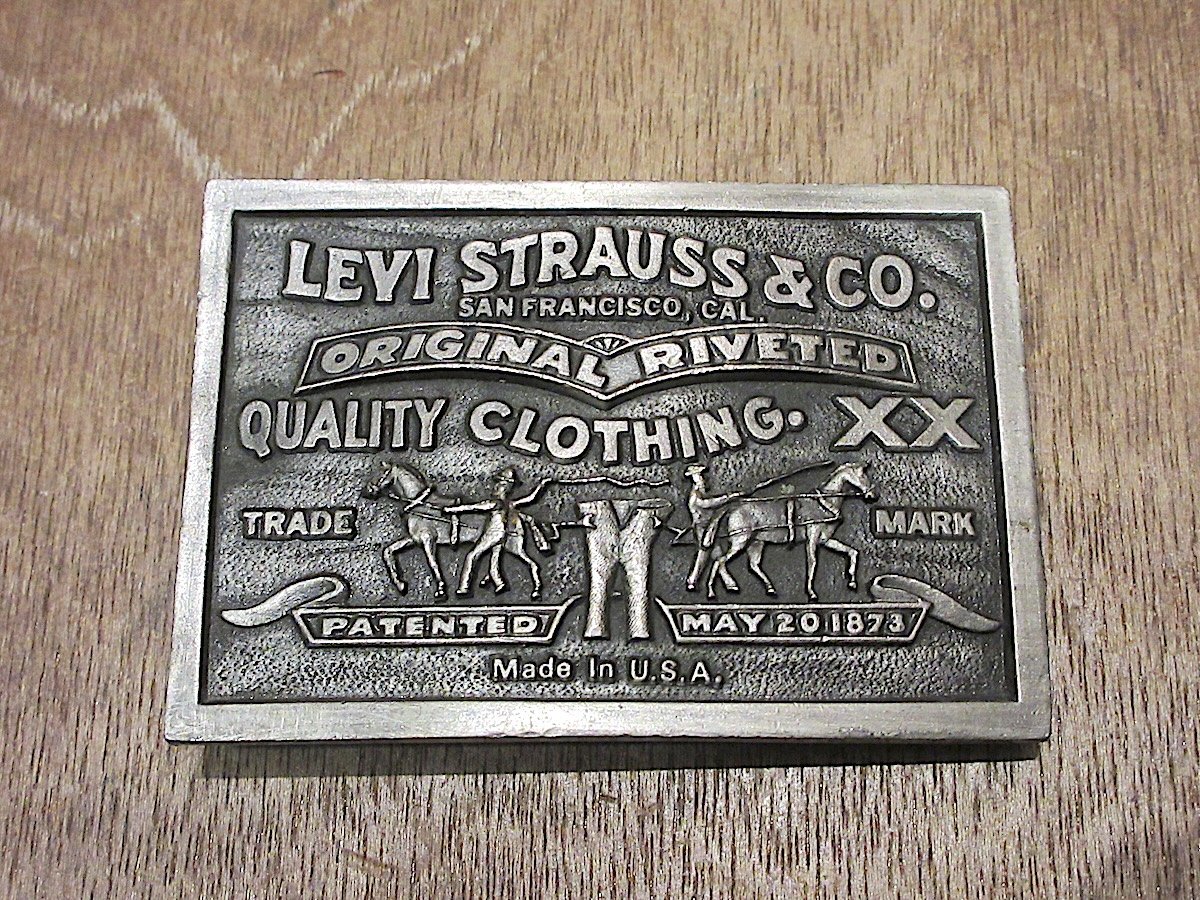 LEVI STRAUSS & CO.
SAN FRANCISCO, CAL.
ORIGINAL RIVETED
QUALITY CLOTHING. XX
TRADE MARK
PATENTED MAY 20 1873
Made In U.S.A.